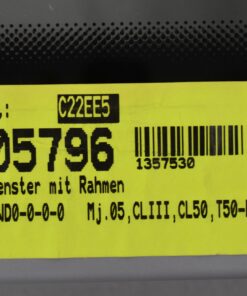 .: C22EE5
05796
1357530
enster mit Rahmen
ND0-0-0-0 Mj.05,CLIII,CL50,T50-